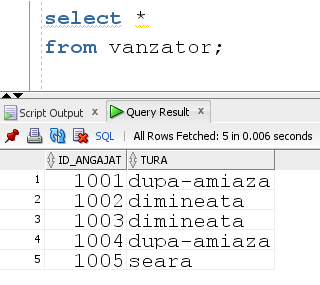 select *
from vanzator;
Script Output x Query Result x
SQL | All Rows Fetched: 5 in 0.006 seconds
ID_ANGAJAT TURA
1 1001 dupa-amiaza
2 1002 dimineata
3 1003 dimineata
4 1004 dupa-amiaza
5 1005 seara